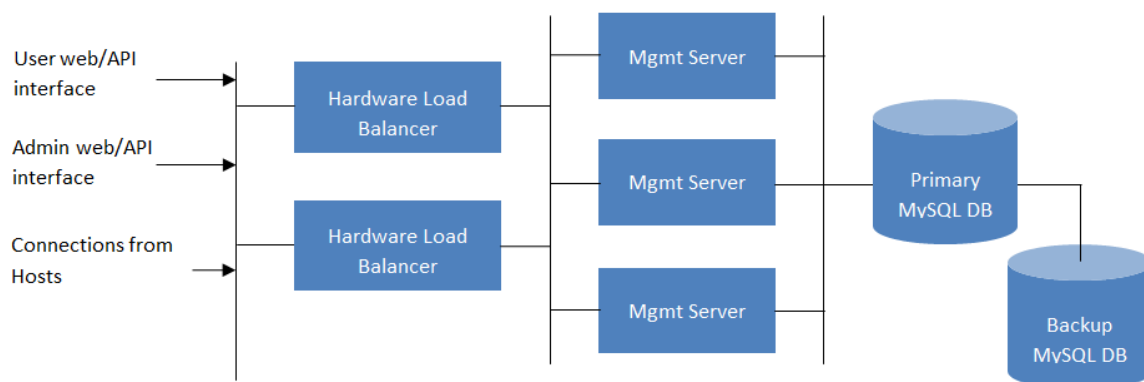 User web/API
interface
Admin web/API
interface
Connections from
Hosts
Hardware Load
Balancer
Hardware Load
Balancer
Mgmt Server
Mgmt Server
Mgmt Server
Primary
MySQL DB
Backup
MySQL DB